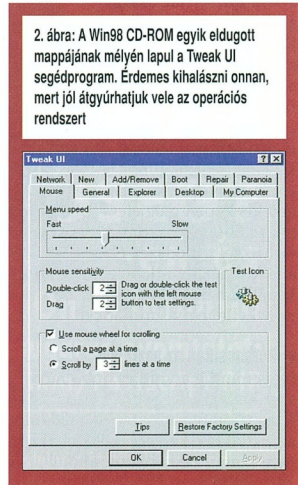 2. ábra: A Win98 CD-ROM egyik eldugott
mappájának mélyén lapul a Tweak UI
segédprogram. Érdemes kihalászni onnan,
mert jól átgyúrhatjuk vele az operációs
rendszert
Tweak UI
Network New Add/Remove Boot Repair Paranoia
Mouse General Explorer Desktop My Computer
Menu speed
Fast Slow
Mouse sensitivity
Test Icon
Double-click 2 Drag or double-click the test
icon with the left mouse
Drag 2 button to test settings.
Use mouse wheel for scrolling
Scroll a page at a time
Scroll by 3 lines at a time
Tips Restore Factory Settings
OK Cancel Apply